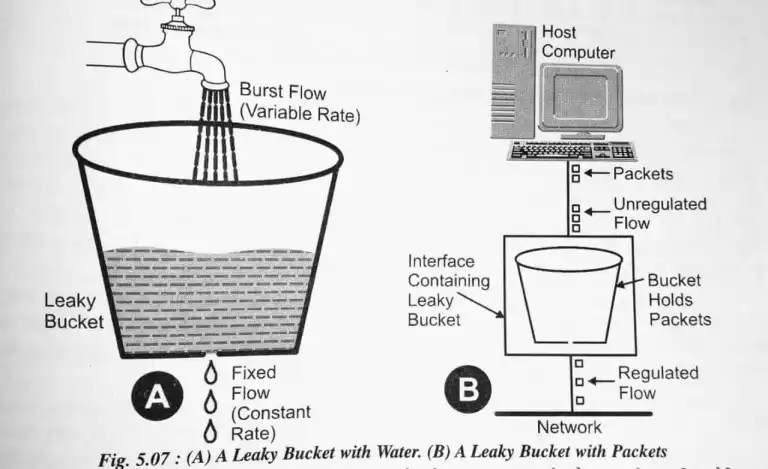 Burst Flow
(Variable Rate)
Leaky
Bucket
A
Fixed
Flow
(Constant
Rate)
Host
Computer
Packets
Unregulated
Flow
Interface
Containing
Leaky
Bucket
Bucket
Holds
Packets
B
Regulated
Flow
Network
Fig. 5.07 : (A) A Leaky Bucket with Water. (B) A Leaky Bucket with Packets